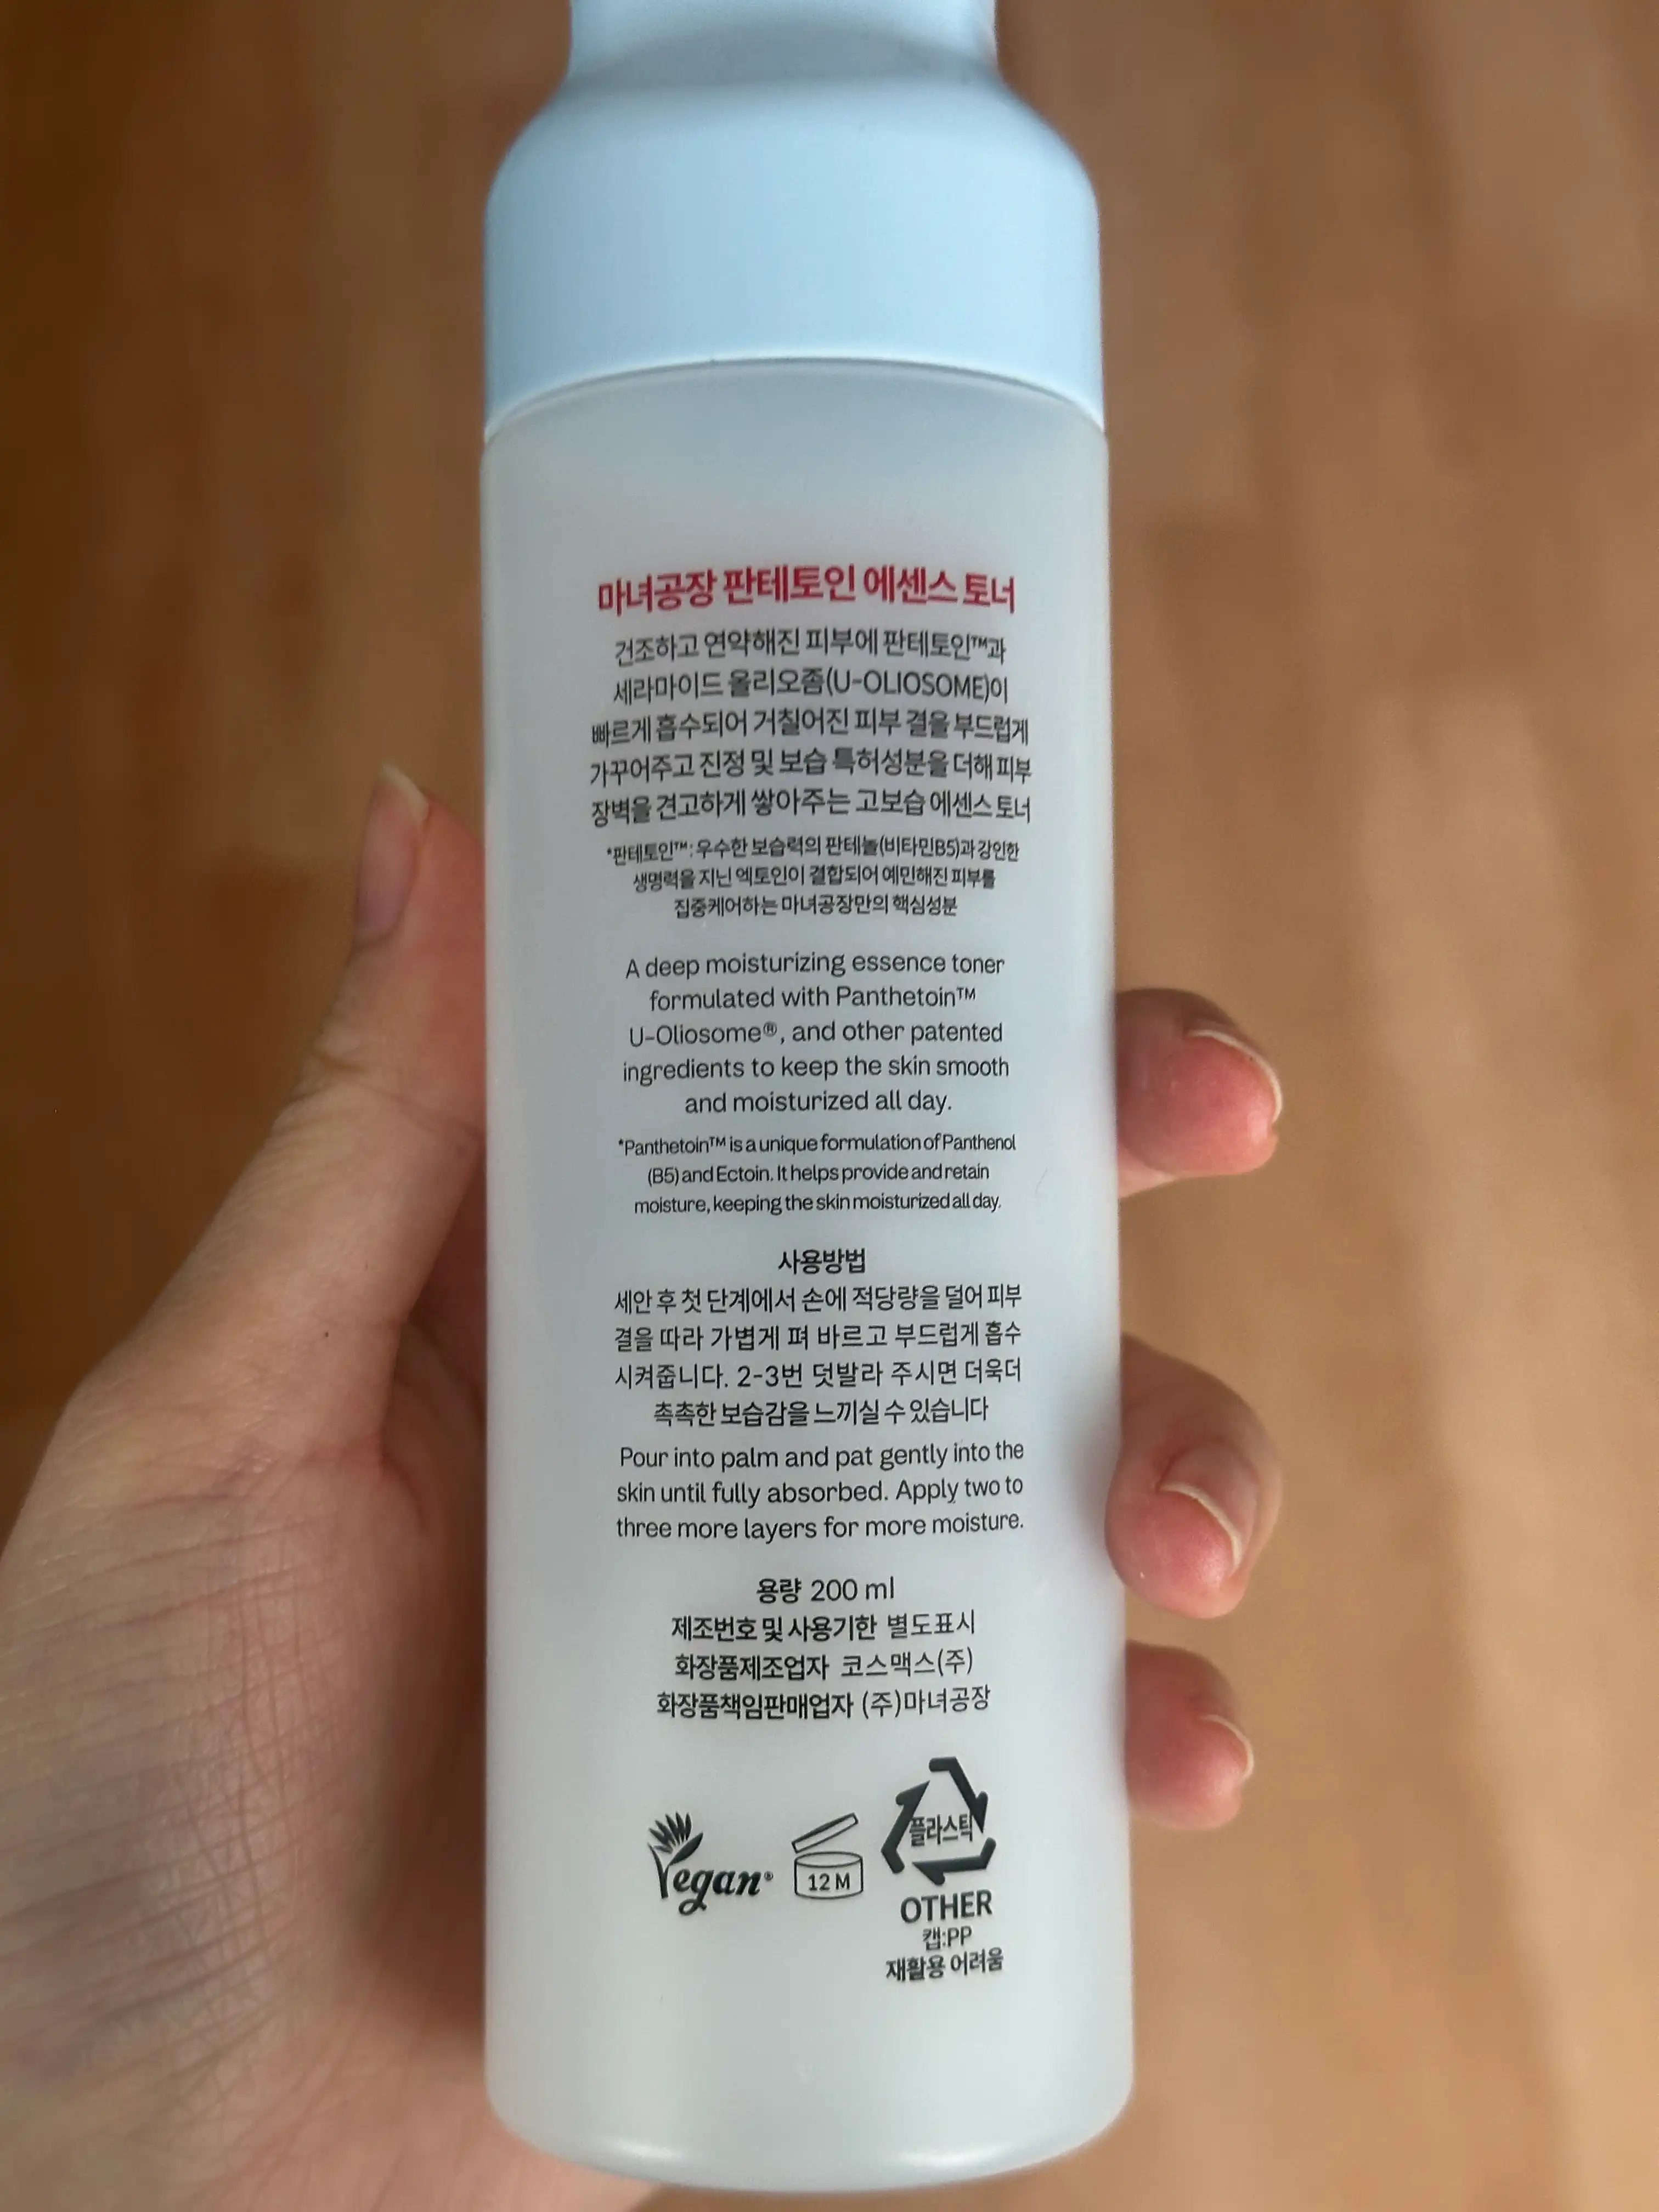 마녀공장 판테토인 에센스 토너
건조하고 연약해진 피부에 판테토인™과
세라마이드 올리오좀(U-OLIOSOME)이
빠르게 흡수되어 거칠어진 피부 결을 부드럽게
가꾸어주고 진정 및 보습 특허성분을 더해 피부
장벽을 견고하게 쌓아주는 고보습 에센스 토너
*판테토인™: 우수한 보습력의 판테놀(비타민B5)과 강인한
생명력을 지닌 엑토인이 결합되어 예민해진 피부를
집중케어하는 마녀공장만의 핵심성분
A deep moisturizing essence toner
formulated with Panthetoin™
U-Oliosome®, and other patented
ingredients to keep the skin smooth
and moisturized all day.
*Panthetoin™ is a unique formulation of Panthenol
(B5) and Ectoin. It helps provide and retain
moisture, keeping the skin moisturized all day.
사용방법
세안 후 첫 단계에서 손에 적당량을 덜어 피부
결을 따라 가볍게 펴 바르고 부드럽게 흡수
시켜줍니다. 2-3번 덧발라 주시면 더욱더
촉촉한 보습감을 느끼실 수 있습니다
Pour into palm and pat gently into the
skin until fully absorbed. Apply two to
three more layers for more moisture.
용량 200 ml
제조번호 및 사용기한 별도표시
화장품제조업자 코스맥스(주)
화장품책임판매업자 (주)마녀공장
Vegan®
12 M
플라스틱
OTHER
캡:PP
재활용 어려움